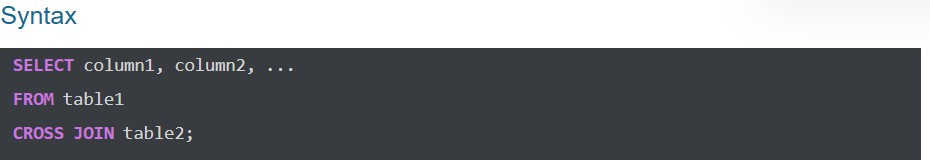 Syntax
SELECT column1, column2, ...
FROM table1
CROSS JOIN table2;